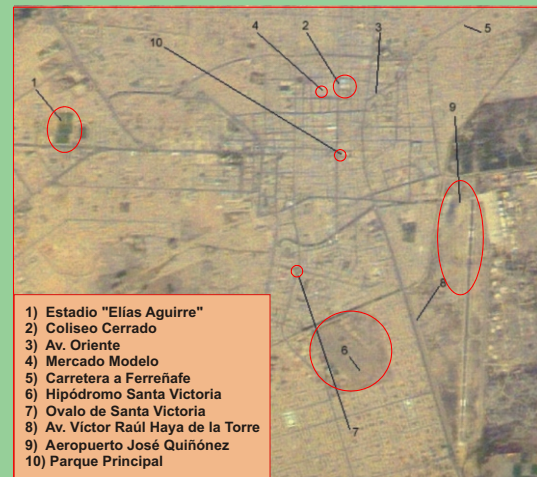 4
2
3
5
10
1
9
8
6
7
1) Estadio "Elías Aguirre"
2) Coliseo Cerrado
3) Av. Oriente
4) Mercado Modelo
5) Carretera a Ferreñafe
6) Hipódromo Santa Victoria
7) Ovalo de Santa Victoria
8) Av. Víctor Raúl Haya de la Torre
9) Aeropuerto José Quiñónez
10) Parque Principal